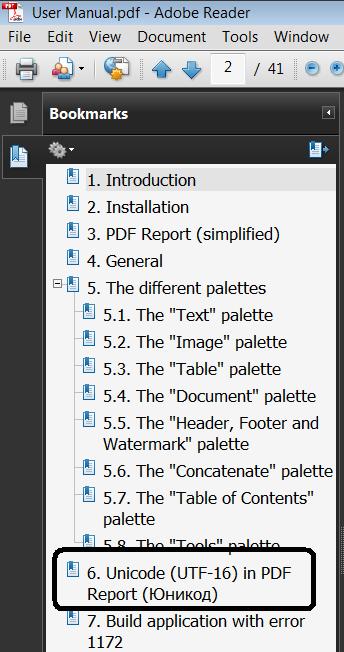 User Manual.pdf - Adobe Reader
File Edit View Document Tools Window
2 / 41
Bookmarks
1. Introduction
2. Installation
3. PDF Report (simplified)
4. General
5. The different palettes
5.1. The "Text" palette
5.2. The "Image" palette
5.3. The "Table" palette
5.4. The "Document" palette
5.5. The "Header, Footer and
Watermark" palette
5.6. The "Concatenate" palette
5.7. The "Table of Contents"
palette
5.8. The "Tools" palette
6. Unicode (UTF-16) in PDF
Report (Юникод)
7. Build application with error
1172